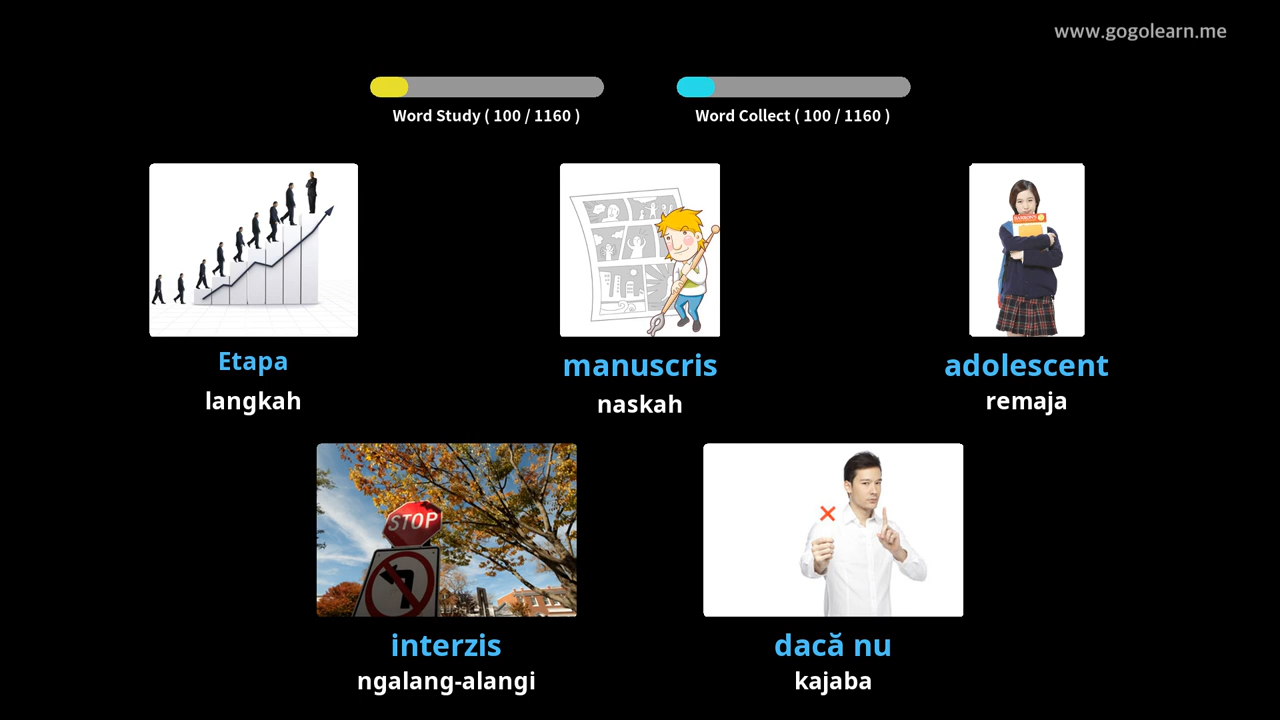 www.gogolearn.me
Word Study ( 100 / 1160 )
Word Collect ( 100 / 1160 )
Etapa
langkah
manuscris
naskah
adolescent
remaja
STOP
interzis
ngalang-alangi
dacă nu
kajaba